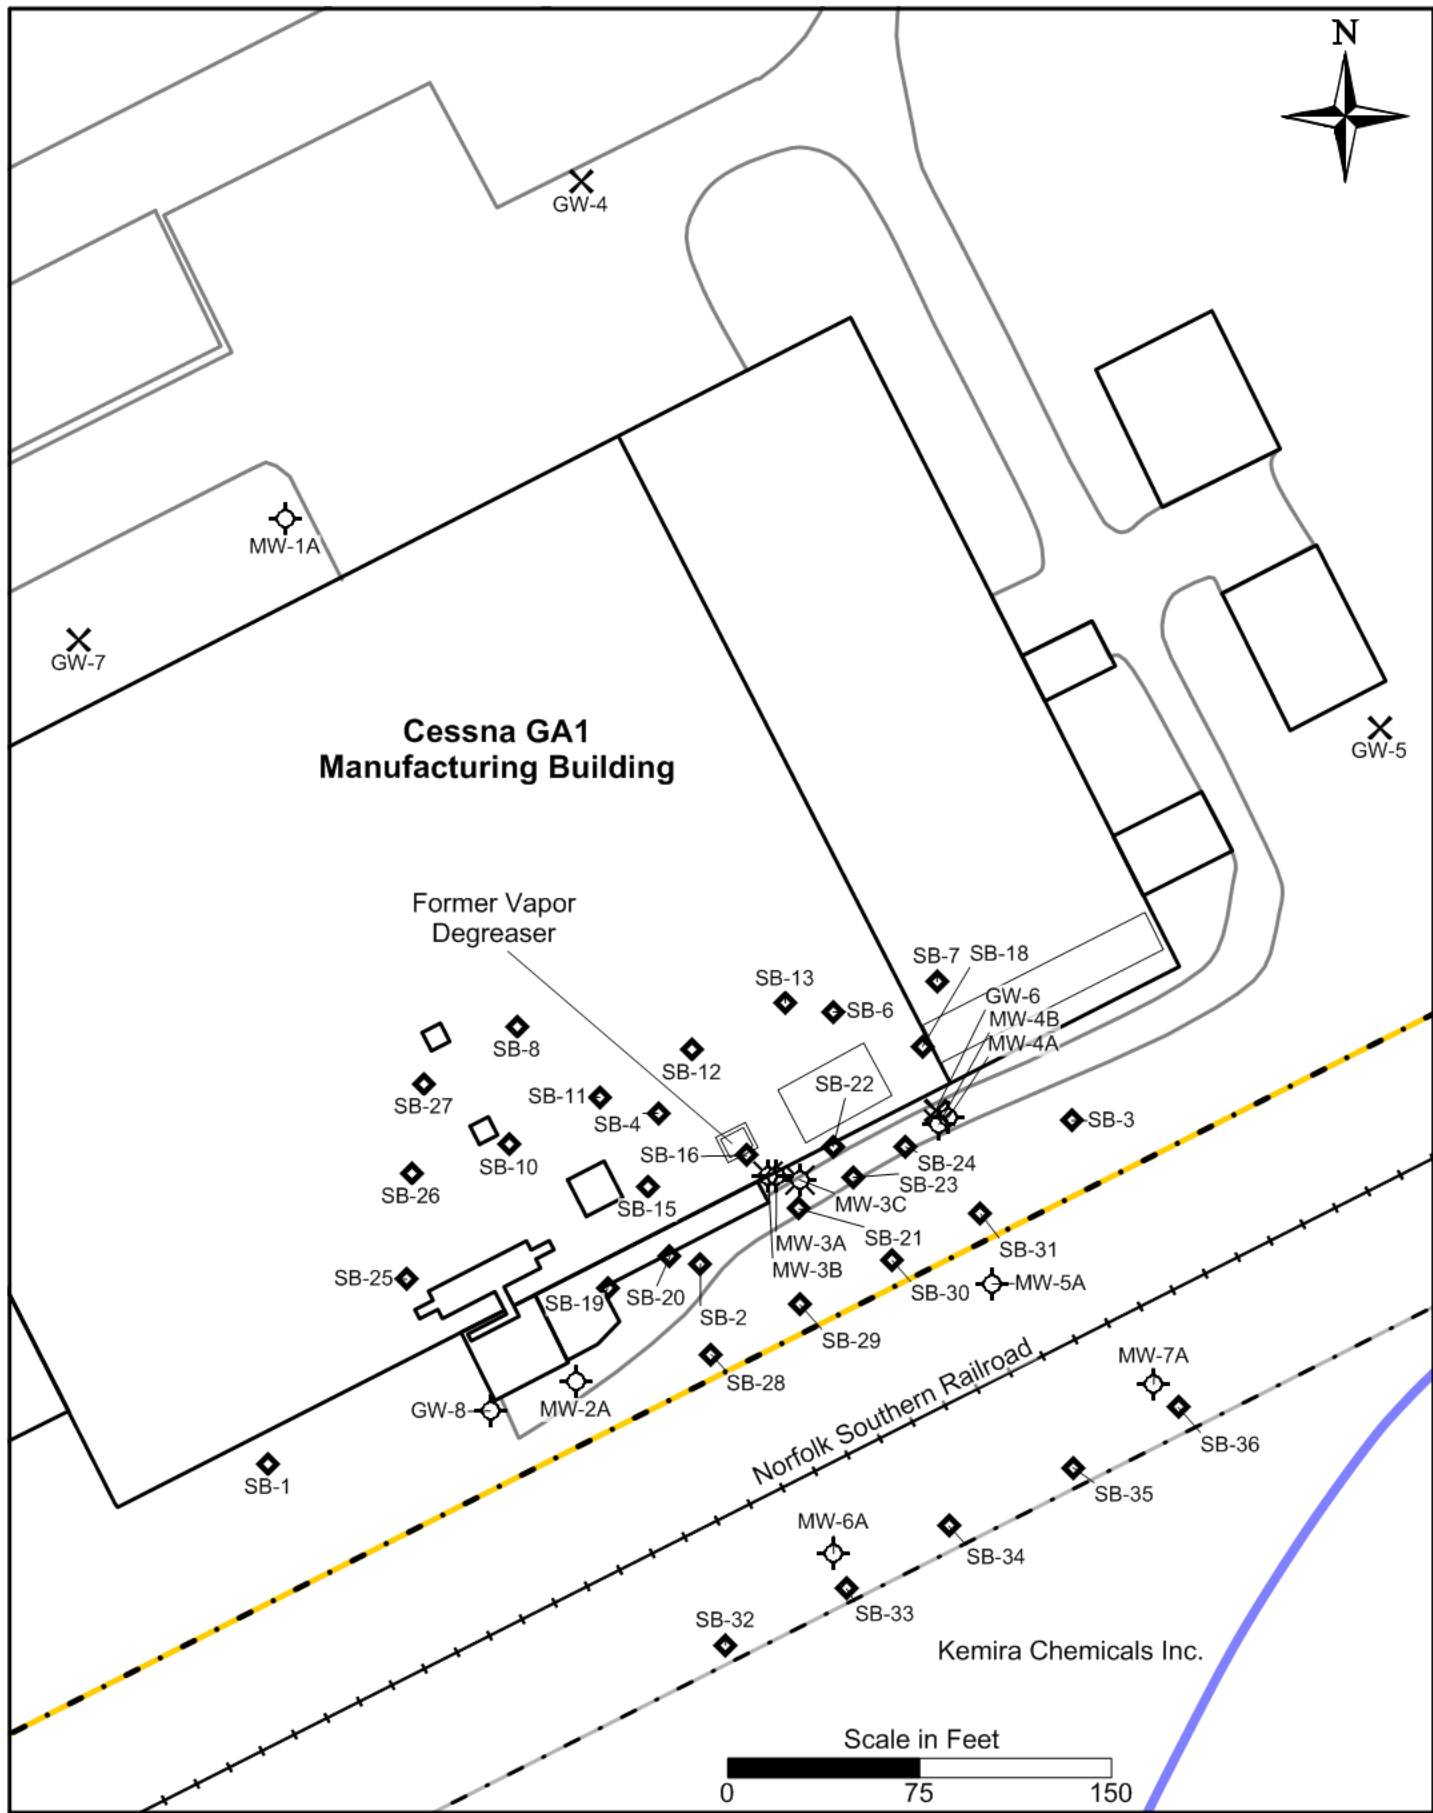 N
GW-4
MW-1A
GW-7
Cessna GA1
Manufacturing Building
GW-5
Former Vapor
Degreaser
SB-7
SB-18
SB-13
GW-6
SB-6
MW-4B
MW-4A
SB-8
SB-12
SB-22
SB-27
SB-11
SB-4
SB-3
SB-16
SB-10
SB-24
SB-26
SB-23
SB-15
MW-3C
SB-21
MW-3A
SB-31
MW-3B
SB-25
MW-5A
SB-30
SB-19
SB-20
SB-2
SB-29
SB-28
MW-7A
Norfolk Southern Railroad
GW-8
MW-2A
SB-36
SB-1
SB-35
MW-6A
SB-34
SB-33
SB-32
Kemira Chemicals Inc.
Scale in Feet
0 75 150